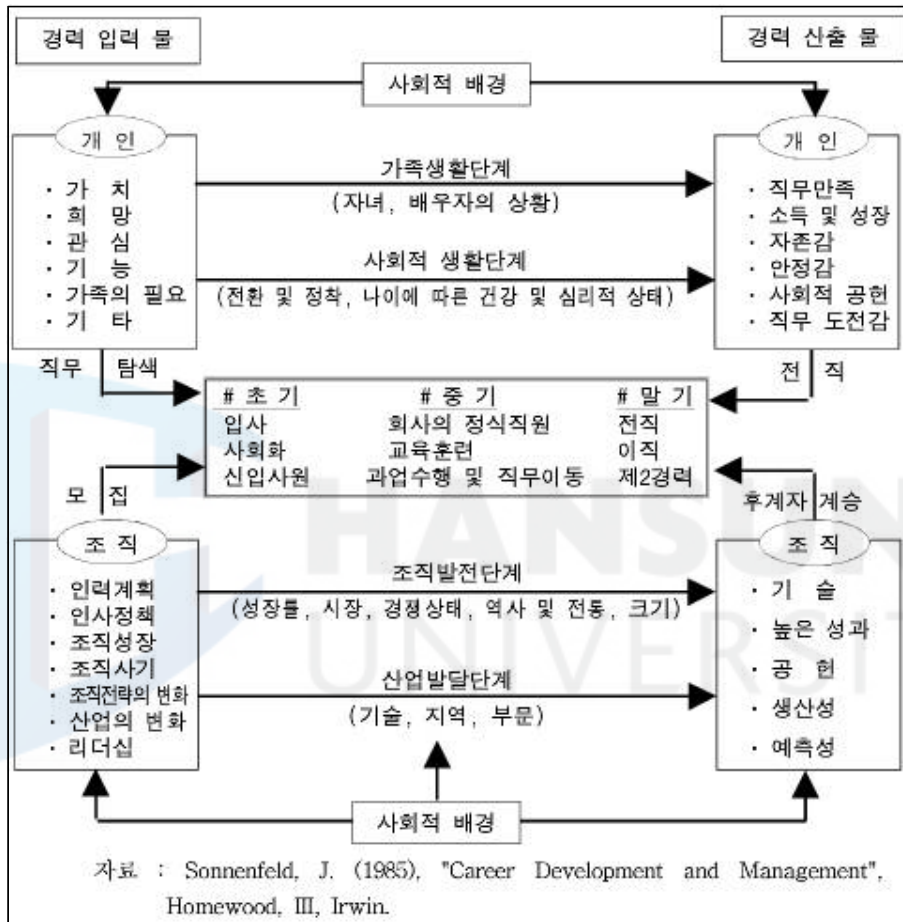 경력 입력 물
경력 산출 물
사회적 배경
개 인
· 가 치
· 희 망
· 관 심
· 기 능
· 가족의 필요
· 기 타
가족생활단계
(자녀, 배우자의 상황)
사회적 생활단계
(전환 및 정착, 나이에 따른 건강 및 심리적 상태)
개 인
· 직무만족
· 소득 및 성장
· 자존감
· 안정감
· 사회적 공헌
· 직무 도전감
직무 탐색
전 직
# 초 기 # 중 기 # 말 기
입사 회사의 정식직원 전직
사회화 교육훈련 이직
신입사원 과업수행 및 직무이동 제2경력
모 집
후계자 계승
조 직
· 인력계획
· 인사정책
· 조직성장
· 조직사기
· 조직전략의 변화
· 산업의 변화
· 리더십
조직발전단계
(성장률, 시장, 경쟁상태, 역사 및 전통, 크기)
산업발달단계
(기술, 지역, 부문)
조 직
· 기 술
· 높은 성과
· 공 헌
· 생산성
· 예측성
사회적 배경
HANSUN
UNIVERSIT
자료 : Sonnenfeld, J. (1985), "Career Development and Management",
Homewood, III, Irwin.